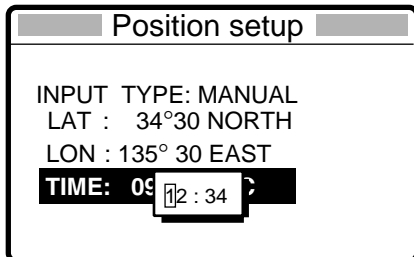 Position setup
INPUT TYPE: MANUAL
LAT : 34°30 NORTH
LON : 135° 30 EAST
TIME: 09
12 : 34